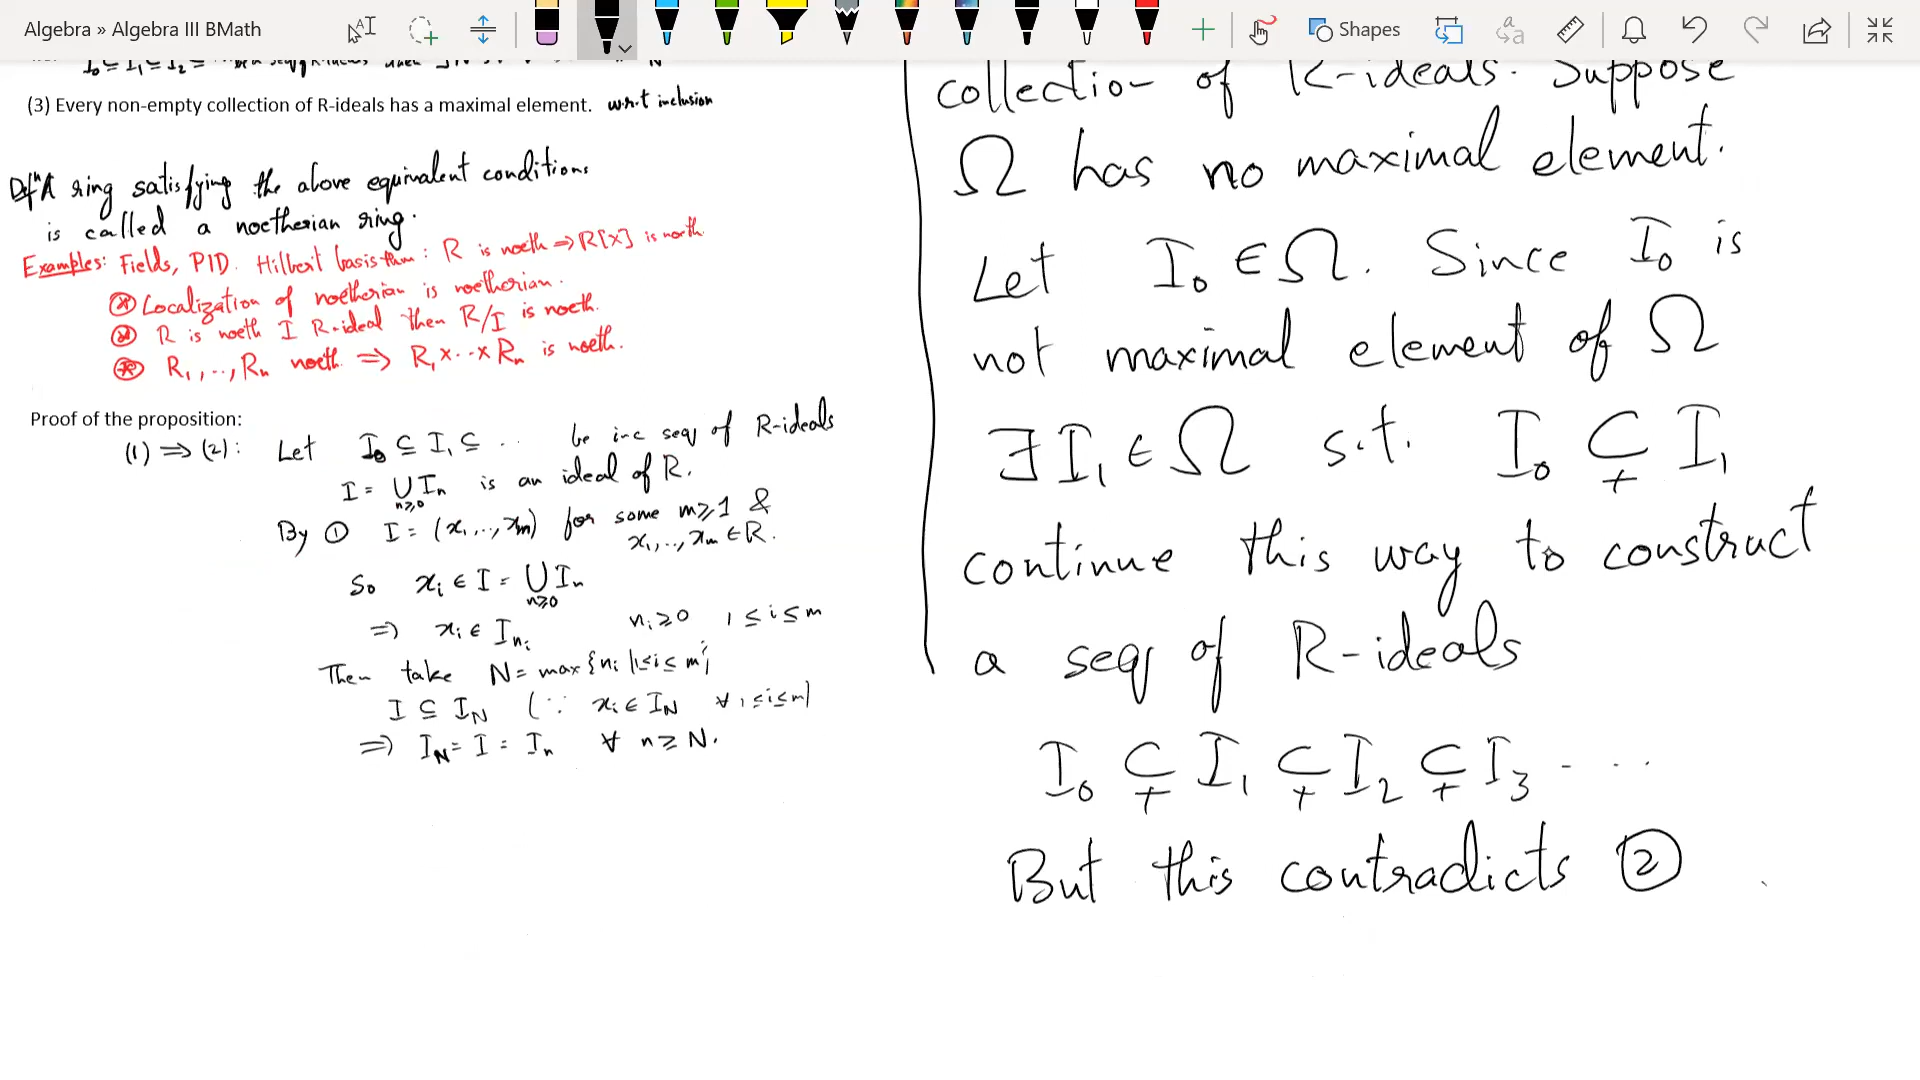 Algebra » Algebra III BMath
Shapes
I₀ ⊆ I₁ ⊆ I₂ ⊆
(3) Every non-empty collection of R-ideals has a maximal element. w.r.t inclusion
Defⁿ A ring satisfying the above equivalent conditions
is called a noetherian ring.
Examples: Fields, PID. Hilbert basis thm: R is noeth ⇒ R[X] is noeth.
⊛ Localization of noetherian is noetherian.
⊛ R is noeth I R-ideal then R/I is noeth.
⊛ R₁, .., Rₙ noeth. ⇒ R₁ x ·· x Rₙ is noeth.
Proof of the proposition:
(1) ⇒ (2): Let I₀ ⊆ I₁ ⊆ .. be inc seq of R-ideals
I = ∪ Iₙ is an ideal of R.
n≥0
By ① I = (x₁, .., xₘ) for some m ≥ 1 &
x₁, .., xₘ ∈ R.
So xᵢ ∈ I = ∪ Iₙ
n≥0
⇒ xᵢ ∈ Iₙᵢ nᵢ ≥ 0 1 ≤ i ≤ m
Then take N = max{nᵢ | 1≤i≤m}
I ⊆ I_N (∵ xᵢ ∈ I_N ∀ 1≤i≤m)
⇒ I_N = I = Iₙ ∀ n ≥ N.
collection of R-ideals. Suppose
Ω has no maximal element.
Let I₀ ∈ Ω. Since I₀ is
not maximal element of Ω
∃ I₁ ∈ Ω s.t. I₀ ⊊ I₁
continue this way to construct
a seq of R-ideals
I₀ ⊊ I₁ ⊊ I₂ ⊊ I₃ - ...
But this contradicts ②